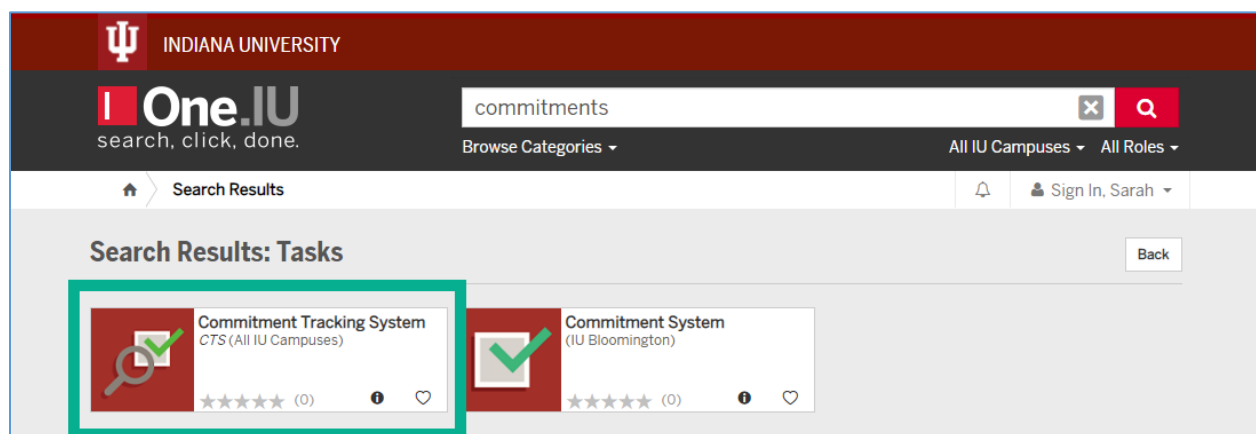 INDIANA UNIVERSITY
One.IU
search, click, done.
commitments
Browse Categories
All IU Campuses
All Roles
Search Results
Sign In, Sarah
Search Results: Tasks
Back
Commitment Tracking System
CTS (All IU Campuses)
(0)
Commitment System
(IU Bloomington)
(0)